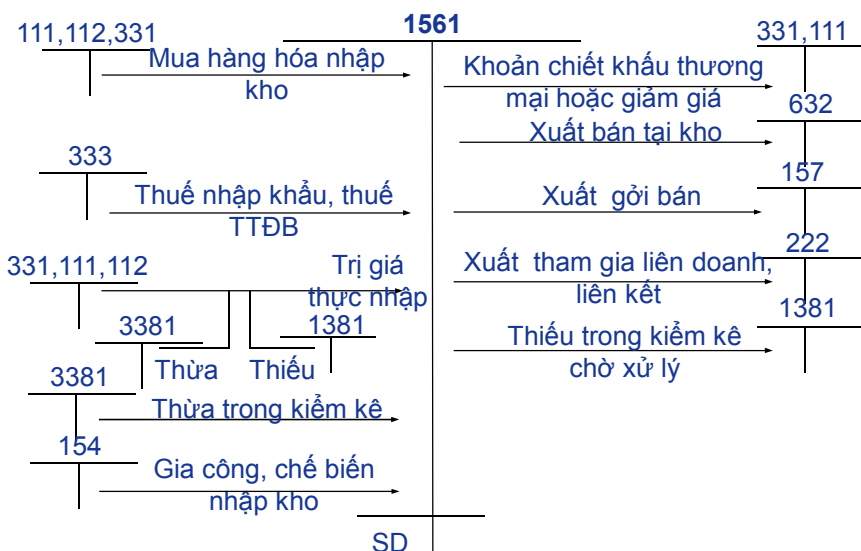 1561
111,112,331
Mua hàng hóa nhập
kho
333
Thuế nhập khẩu, thuế
TTĐB
331,111,112
Trị giá
thực nhập
3381
1381
Thừa
Thiếu
3381
Thừa trong kiểm kê
154
Gia công, chế biến
nhập kho
331,111
Khoản chiết khấu thương
mại hoặc giảm giá
632
Xuất bán tại kho
157
Xuất gởi bán
222
Xuất tham gia liên doanh,
liên kết
1381
Thiếu trong kiểm kê
chờ xử lý
SD